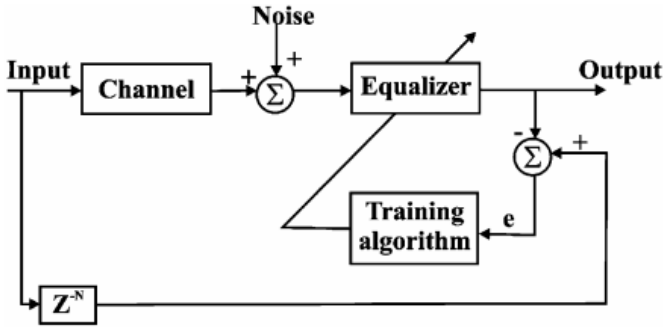 Noise
+
Input
Channel
+
Σ
Equalizer
Output
-
+
Σ
Training
algorithm
e
Z-N